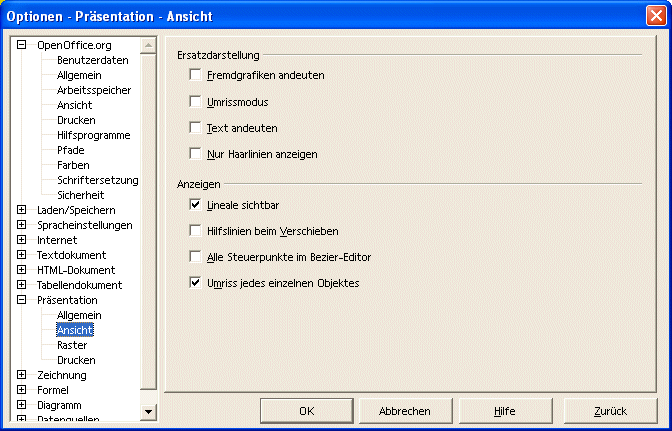 Optionen - Präsentation - Ansicht
OpenOffice.org
Benutzerdaten
Allgemein
Arbeitsspeicher
Ansicht
Drucken
Hilfsprogramme
Pfade
Farben
Schriftersetzung
Sicherheit
Laden/Speichern
Spracheinstellungen
Internet
Textdokument
HTML-Dokument
Tabellendokument
Präsentation
Allgemein
Ansicht
Raster
Drucken
Zeichnung
Formel
Diagramm
Datenquellen
Ersatzdarstellung
Fremdgrafiken andeuten
Umrissmodus
Text andeuten
Nur Haarlinien anzeigen
Anzeigen
Lineale sichtbar
Hilfslinien beim Verschieben
Alle Steuerpunkte im Bezier-Editor
Umriss jedes einzelnen Objektes
OK Abbrechen Hilfe Zurück